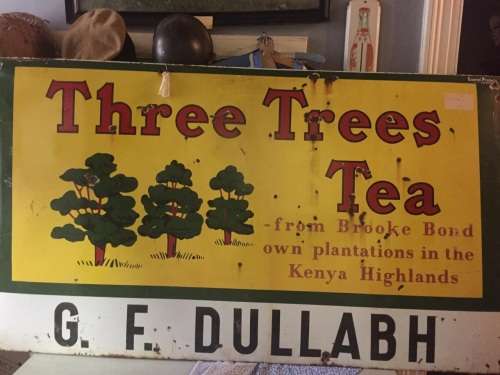 Three Trees
Tea
-from Brooke Bond
own plantations in the
Kenya Highlands
G. F. DULLABH